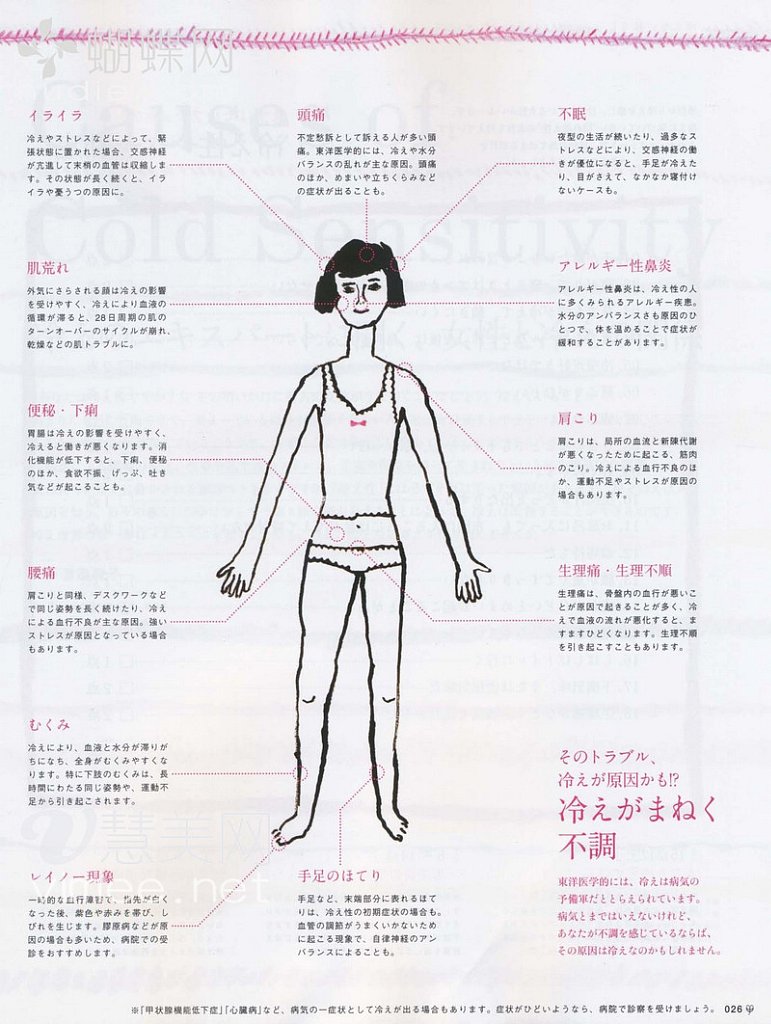 蝴蝶网
イライラ
冷えやストレスなどによって、緊
張状態に置かれた場合、交感神経
が亢進して末梢の血管は収縮しま
す。その状態が長く続くと、イラ
イラや憂うつの原因に。
頭痛
不定愁訴として訴える人が多い頭
痛。東洋医学的には、冷えや水分
バランスの乱れが主な原因。頭痛
のほか、めまいや立ちくらみなど
の症状が出ることも。
不眠
夜型の生活が続いたり、過多なス
トレスなどにより、交感神経の働
きが優位になると、手足が冷えた
り、目がさえて、なかなか寝付け
ないケースも。
Cold Sensitivity
肌荒れ
外気にさらされる顔は冷えの影響
を受けやすく、冷えにより血液の
循環が滞ると、28日周期の肌の
ターンオーバーのサイクルが崩れ、
乾燥などの肌トラブルに。
アレルギー性鼻炎
アレルギー性鼻炎は、冷え性の人
に多くみられるアレルギー疾患。
水分のアンバランスさも原因のひ
とつで、体を温めることで症状が
緩和することがあります。
便秘・下痢
胃腸は冷えの影響を受けやすく、
冷えると働きが悪くなります。消
化機能が低下すると、下痢、便秘
のほか、食欲不振、げっぷ、吐き
気などが起こることも。
肩こり
肩こりは、局所の血流と新陳代謝
が悪くなったために起こる、筋肉
のこり。冷えによる血行不良のほ
か、運動不足やストレスが原因の
場合もあります。
腰痛
肩こりと同様、デスクワークなど
で同じ姿勢を長く続けたり、冷え
による血行不良が主な原因。強い
ストレスが原因となっている場合
もあります。
生理痛・生理不順
生理痛は、骨盤内の血行が悪いこ
とが原因で起きることが多く、冷
えで血液の流れが悪化すると、ま
すますひどくなります。生理不順
を引き起こすこともあります。
むくみ
冷えにより、血液と水分が滞りが
ちになち、全身がむくみやすくな
ります。特に下肢のむくみは、長
時間にわたる同じ姿勢や、運動不
足から引き起こされます。
そのトラブル、
冷えが原因かも!?
冷えがまねく
不調
東洋医学的には、冷えは病気の
予備軍だととらえられています。
病気とまではいえないけれど、
あなたが不調を感じているならば、
その原因は冷えなのかもしれません。
慧美网
vidiee.net
レイノー現象
一時的な血行障害で、指先が白く
なった後、紫色や赤みを帯び、し
びれを生じます。膠原病などが原
因の場合も多いため、病院での受
診をおすすめします。
手足のほてり
手足など、末端部分に表れるほて
りは、冷え性の初期症状の場合も。
血管の調節がうまくいかないため
に起こる現象で、自律神経のアン
バランスによることも。
※「甲状腺機能低下症」「心臓病」など、病気の一症状として冷えが出る場合もあります。症状がひどいようなら、病院で診察を受けましょう。 026